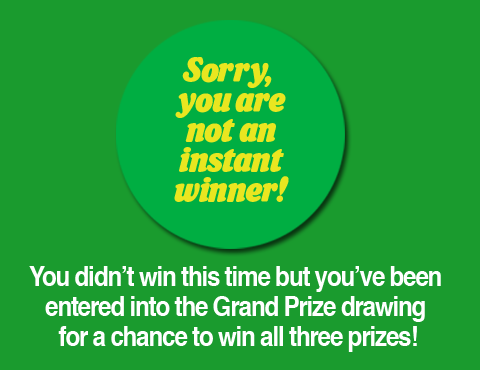 Sorry,
you are
not an
instant
winner!
You didn’t win this time but you’ve been
entered into the Grand Prize drawing
for a chance to win all three prizes!